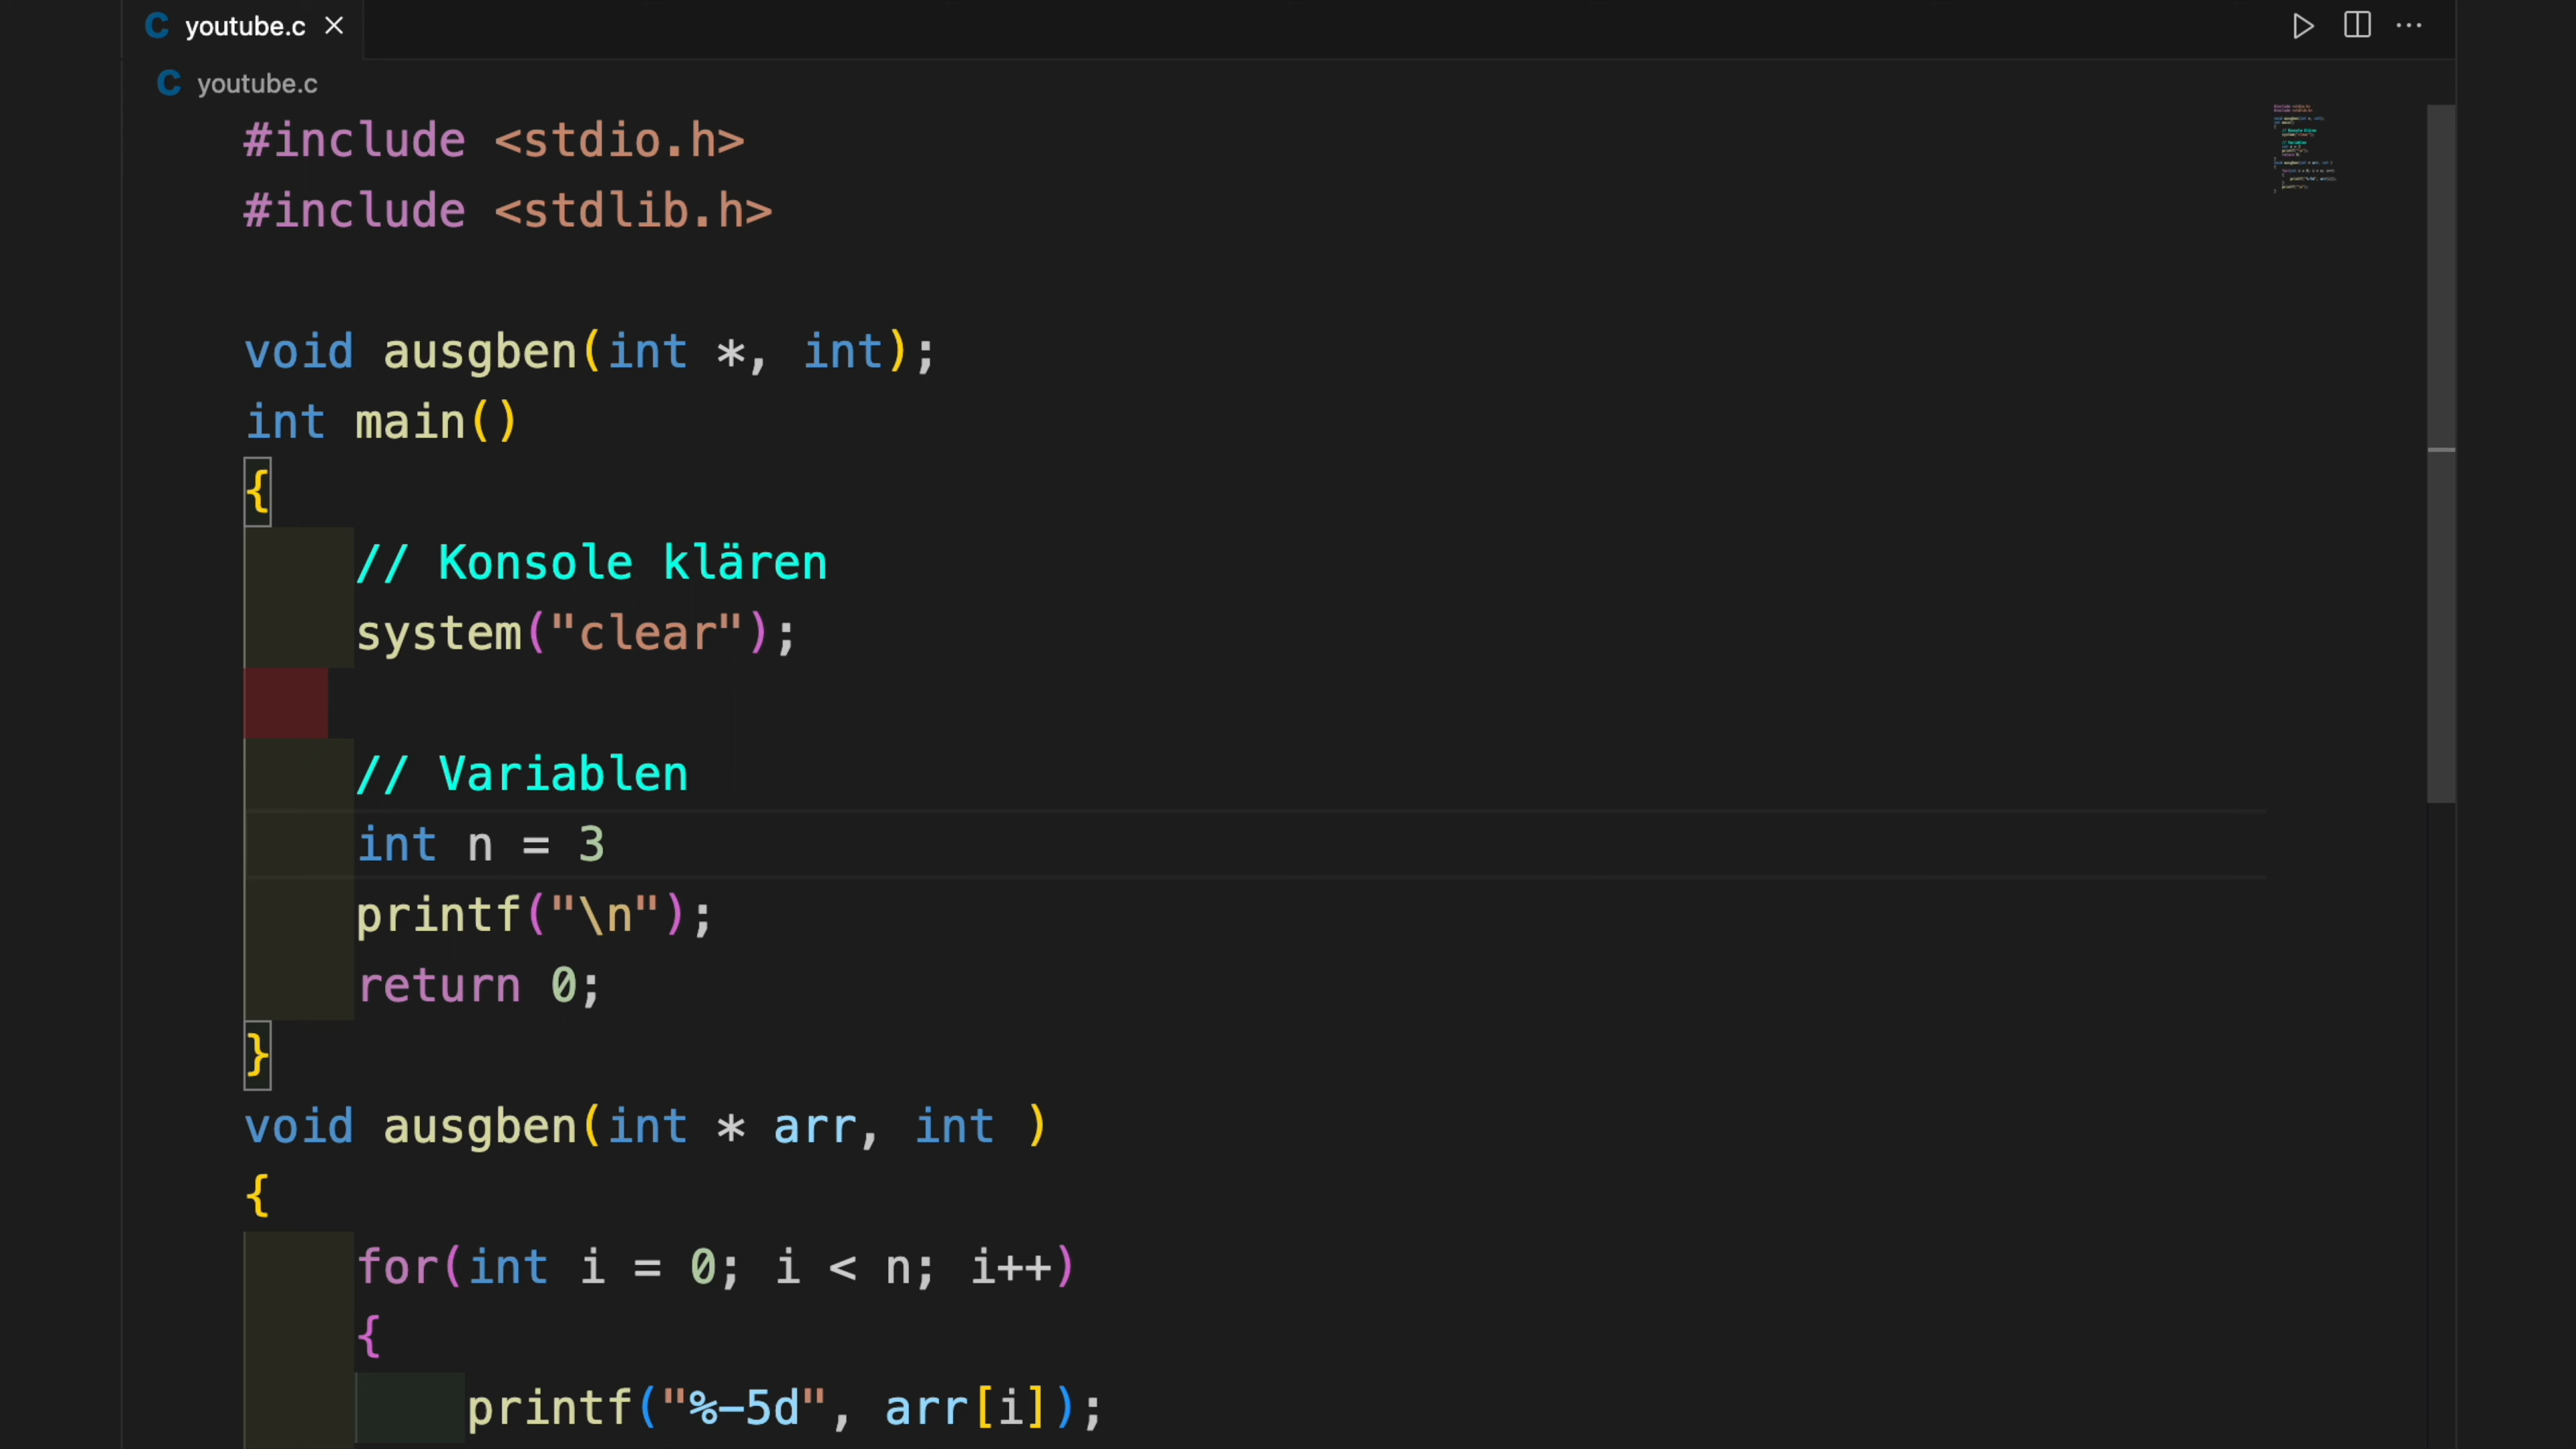 youtube.c
youtube.c
#include <stdio.h>
#include <stdlib.h>
void ausgben(int *, int);
int main()
{
// Konsole klären
system("clear");
// Variablen
int n = 3
printf("\n");
return 0;
}
void ausgben(int * arr, int )
{
for(int i = 0; i < n; i++)
{
printf("%-5d", arr[i]);